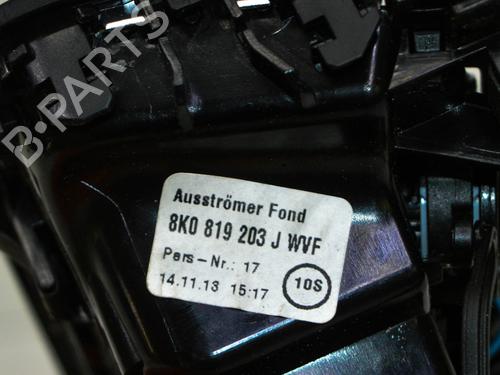 B-PARTS
Ausströmer Fond
8K0 819 203 J WVF
Pers-Nr.: 17
14.11.13 15:17
10S